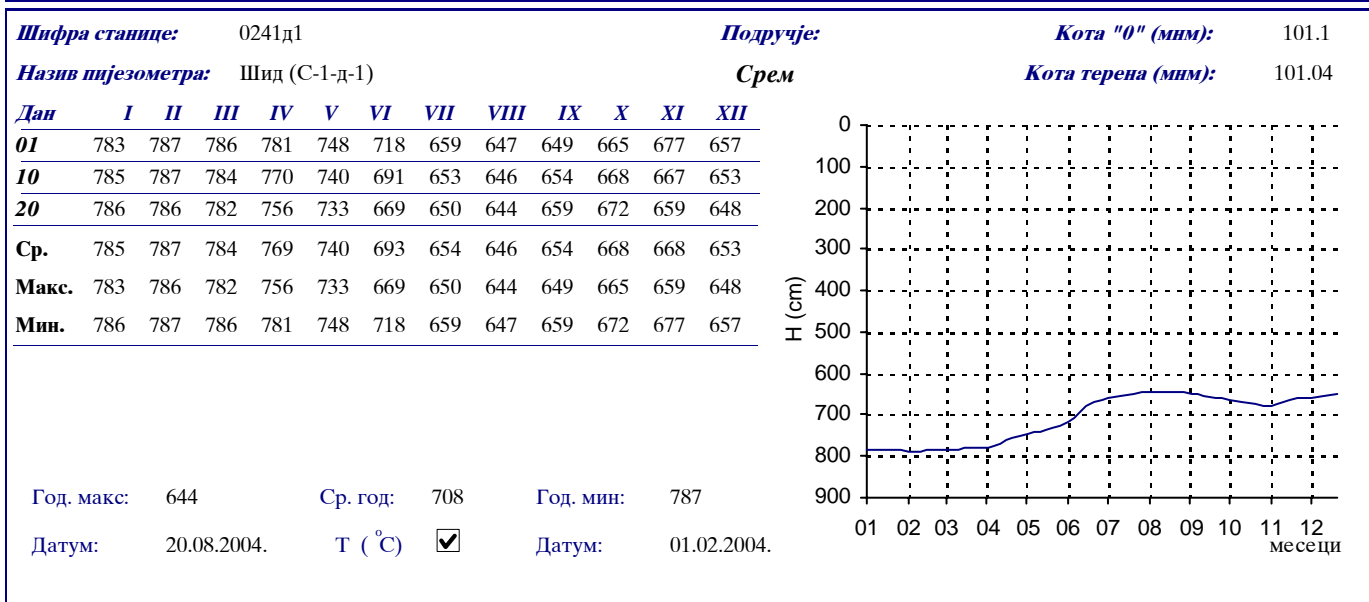 Шифра станице: 0241д1 Подручје: Кота "0" (мнм): 101.1
Назив пијезометра: Шид (С-1-д-1) Срем Кота терена (мнм): 101.04
Дан I II III IV V VI VII VIII IX X XI XII
01 783 787 786 781 748 718 659 647 649 665 677 657
10 785 787 784 770 740 691 653 646 654 668 667 653
20 786 786 782 756 733 669 650 644 659 672 659 648
Ср. 785 787 784 769 740 693 654 646 654 668 668 653
Макс. 783 786 782 756 733 669 650 644 649 665 659 648
Мин. 786 787 786 781 748 718 659 647 659 672 677 657
Год. макс: 644 Ср. год: 708 Год. мин: 787
Датум: 20.08.2004. Т ( °C) Датум: 01.02.2004.
H (cm)
0
100
200
300
400
500
600
700
800
900
01 02 03 04 05 06 07 08 09 10 11 12
месеци